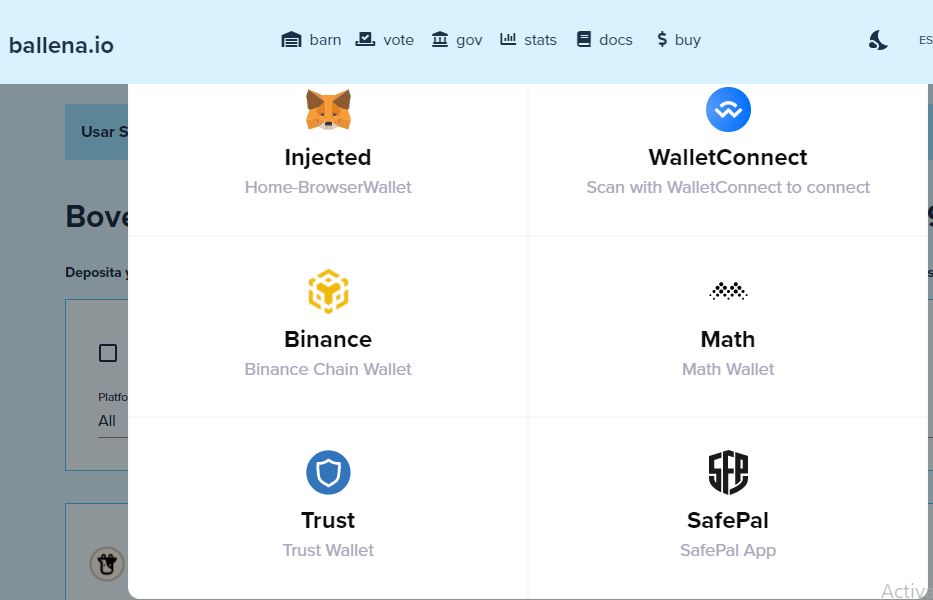 ballena.io
barn
vote
gov
stats
docs
$ buy
ES
Usar S
Bove
Deposita y
Platfo
All
Injected
Home-BrowserWallet
WalletConnect
Scan with WalletConnect to connect
Binance
Binance Chain Wallet
Math
Math Wallet
Trust
Trust Wallet
SFP
SafePal
SafePal App
Activ